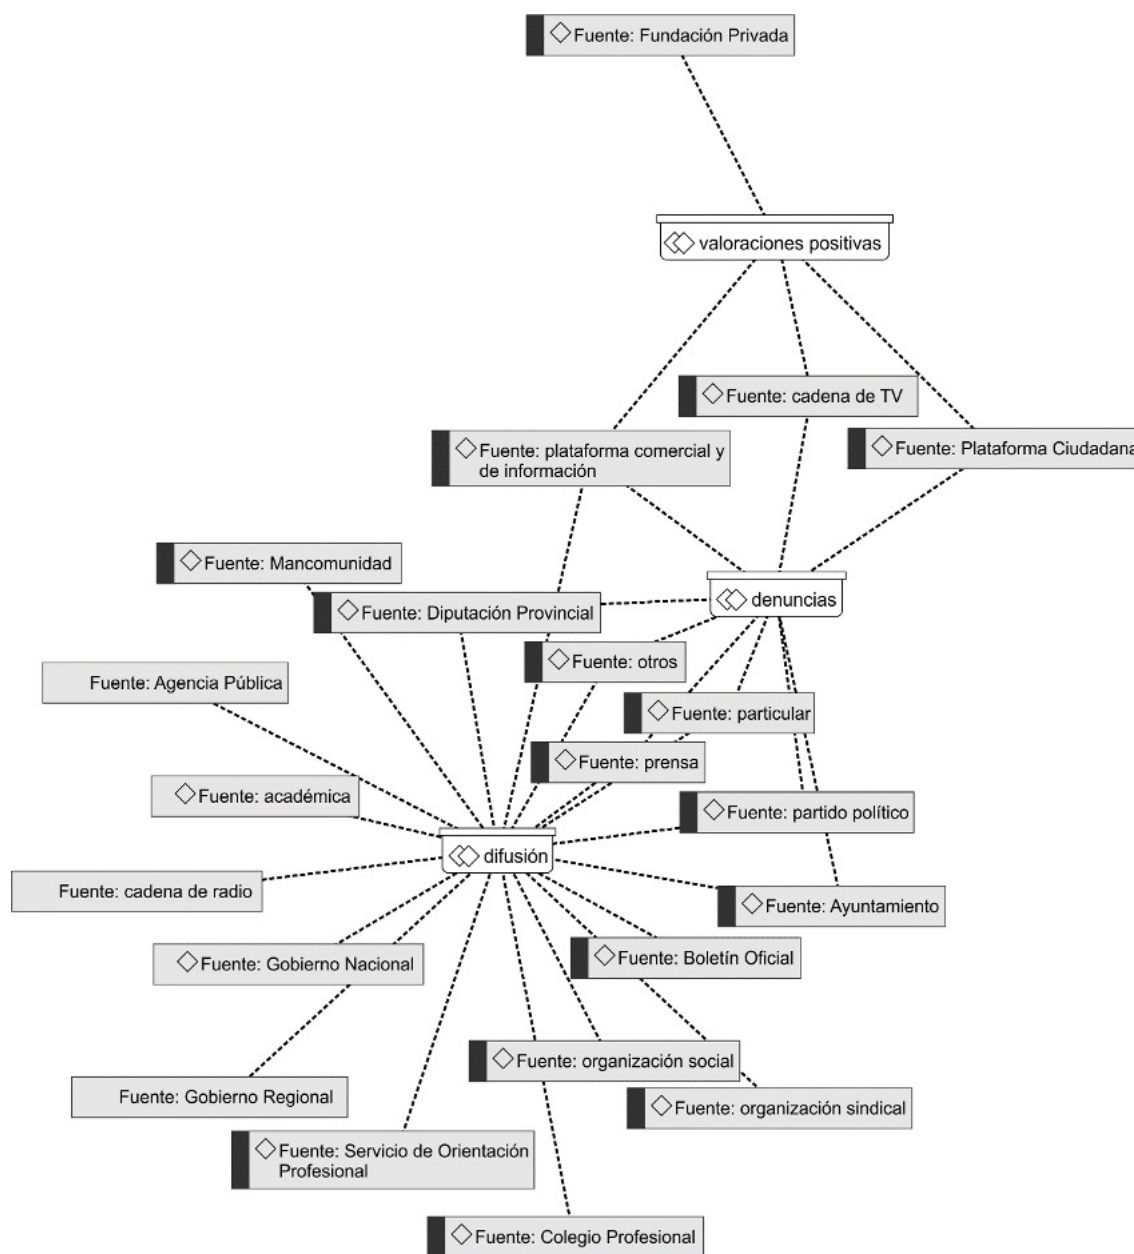 Fuente: Fundación Privada
valoraciones positivas
Fuente: cadena de TV
Fuente: plataforma comercial y
de información
Fuente: Plataforma Ciudadana
Fuente: Mancomunidad
denuncias
Fuente: Diputación Provincial
Fuente: otros
Fuente: Agencia Pública
Fuente: particular
Fuente: prensa
Fuente: académica
Fuente: partido político
difusión
Fuente: cadena de radio
Fuente: Ayuntamiento
Fuente: Gobierno Nacional
Fuente: Boletín Oficial
Fuente: organización social
Fuente: Gobierno Regional
Fuente: organización sindical
Fuente: Servicio de Orientación
Profesional
Fuente: Colegio Profesional